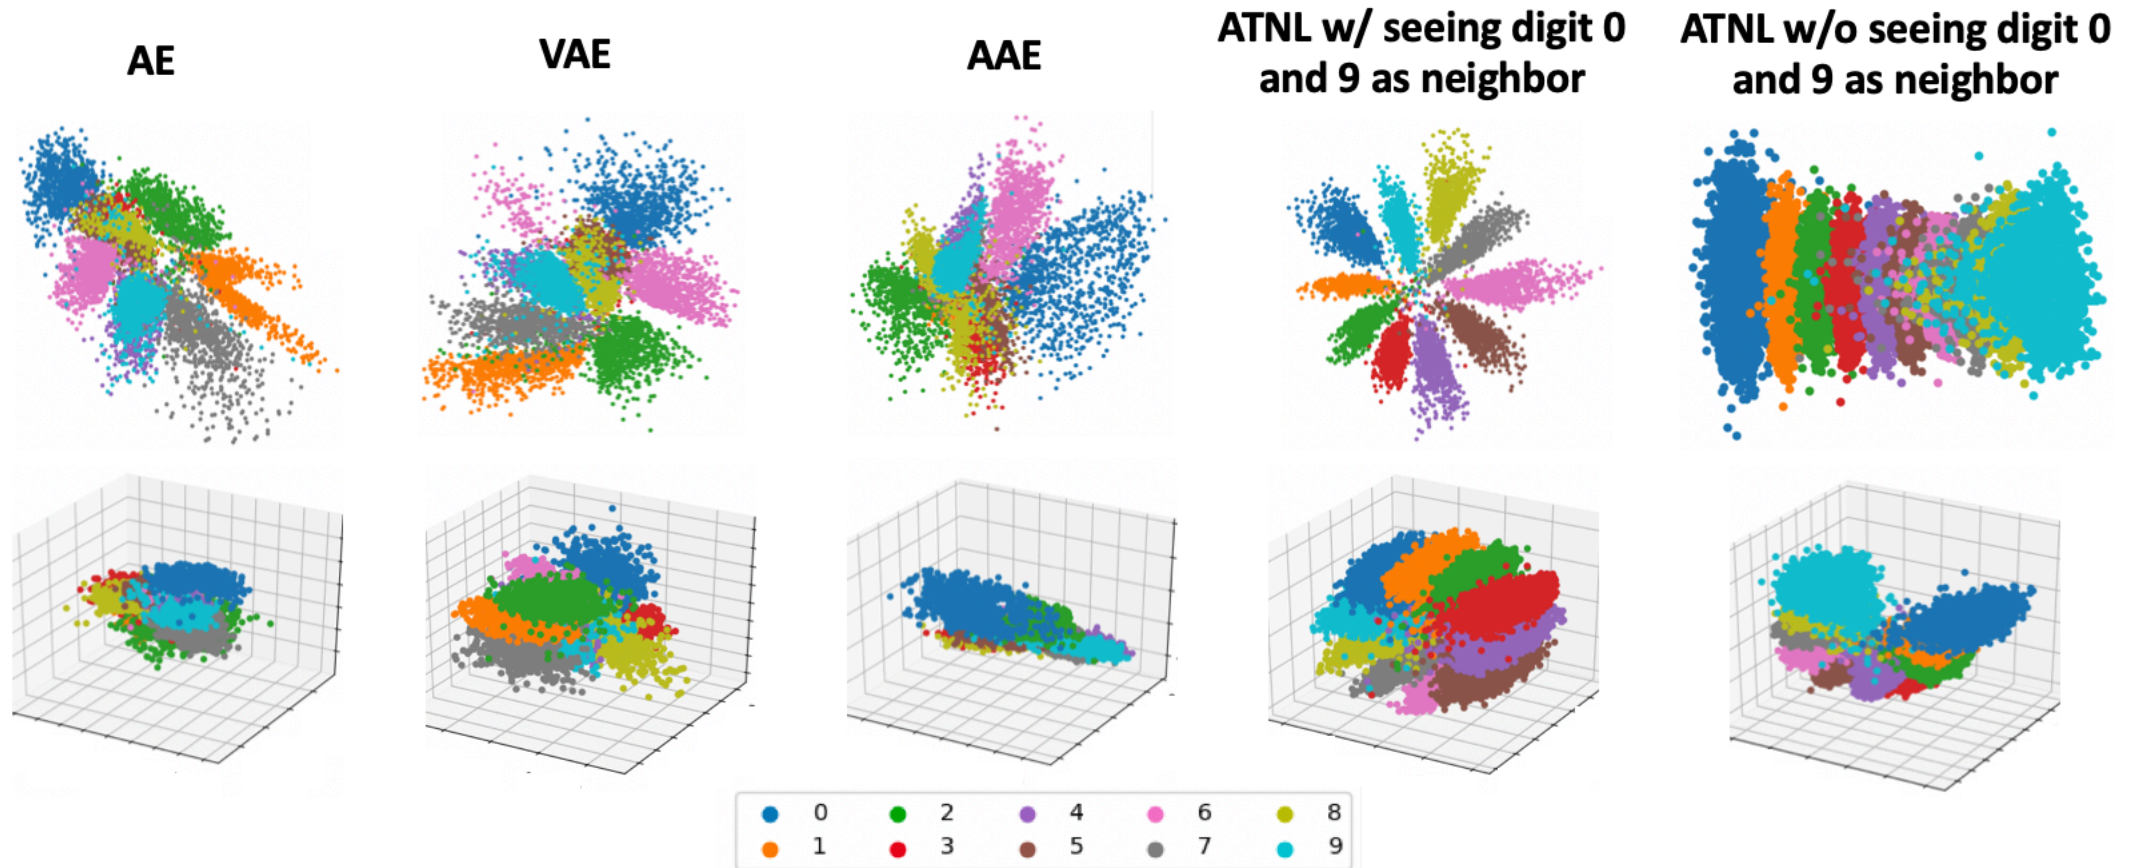 AE
VAE
AAE
ATNL w/ seeing digit 0
and 9 as neighbor
ATNL w/o seeing digit 0
and 9 as neighbor
0 2 4 6 8
1 3 5 7 9